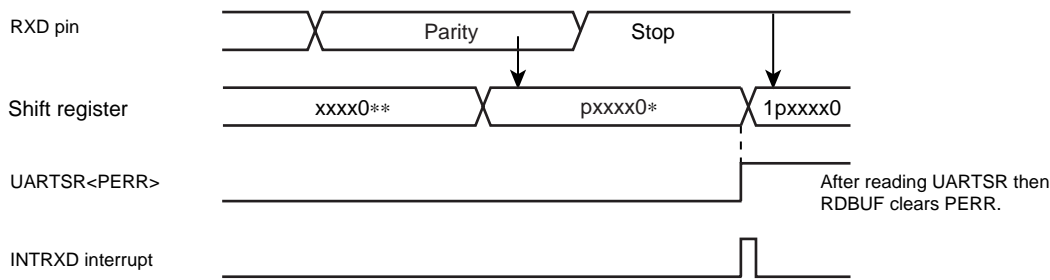 RXD pin
Parity
Stop
Shift register
xxxx0**
pxxxx0*
1pxxxx0
UARTSR<PERR>
After reading UARTSR then
RDBUF clears PERR.
INTRXD interrupt